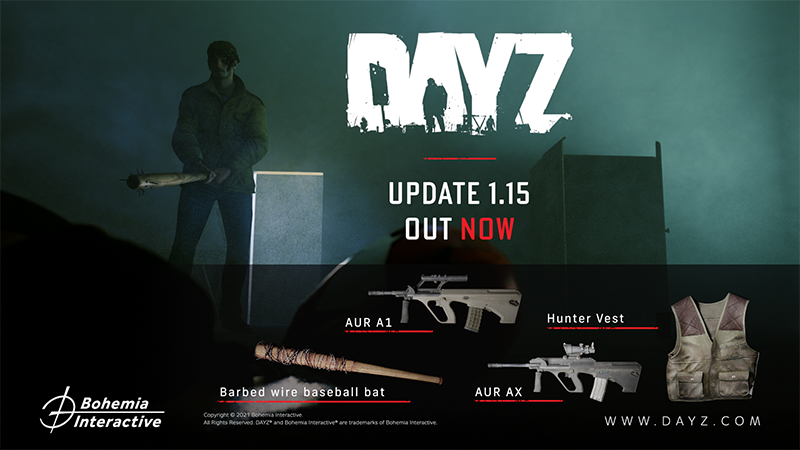 DAYZ
UPDATE 1.15
OUT NOW
AUR A1
Hunter Vest
Barbed wire baseball bat
AUR AX
Bohemia
Interactive
Copyright © 2021 Bohemia Interactive.
All Rights Reserved. DAYZ® and Bohemia Interactive® are trademarks of Bohemia Interactive.
WWW.DAYZ.COM